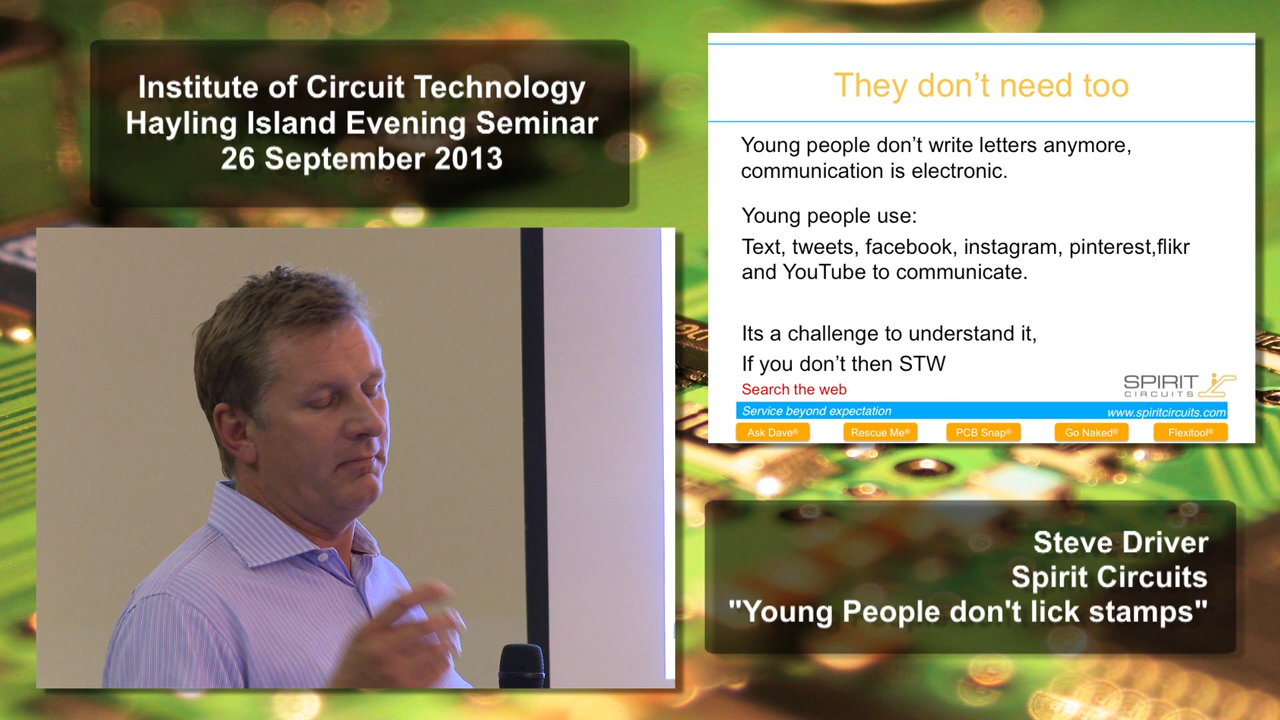 Institute of Circuit Technology
Hayling Island Evening Seminar
26 September 2013
They don’t need too
Young people don’t write letters anymore,
communication is electronic.
Young people use:
Text, tweets, facebook, instagram, pinterest,flikr
and YouTube to communicate.
Its a challenge to understand it,
If you don’t then STW
Search the web
SPIRIT
CIRCUITS
Service beyond expectation
www.spiritcircuits.com
Ask Dave®
Rescue Me®
PCB Snap®
Go Naked®
Flexitool®
Steve Driver
Spirit Circuits
"Young People don't lick stamps"